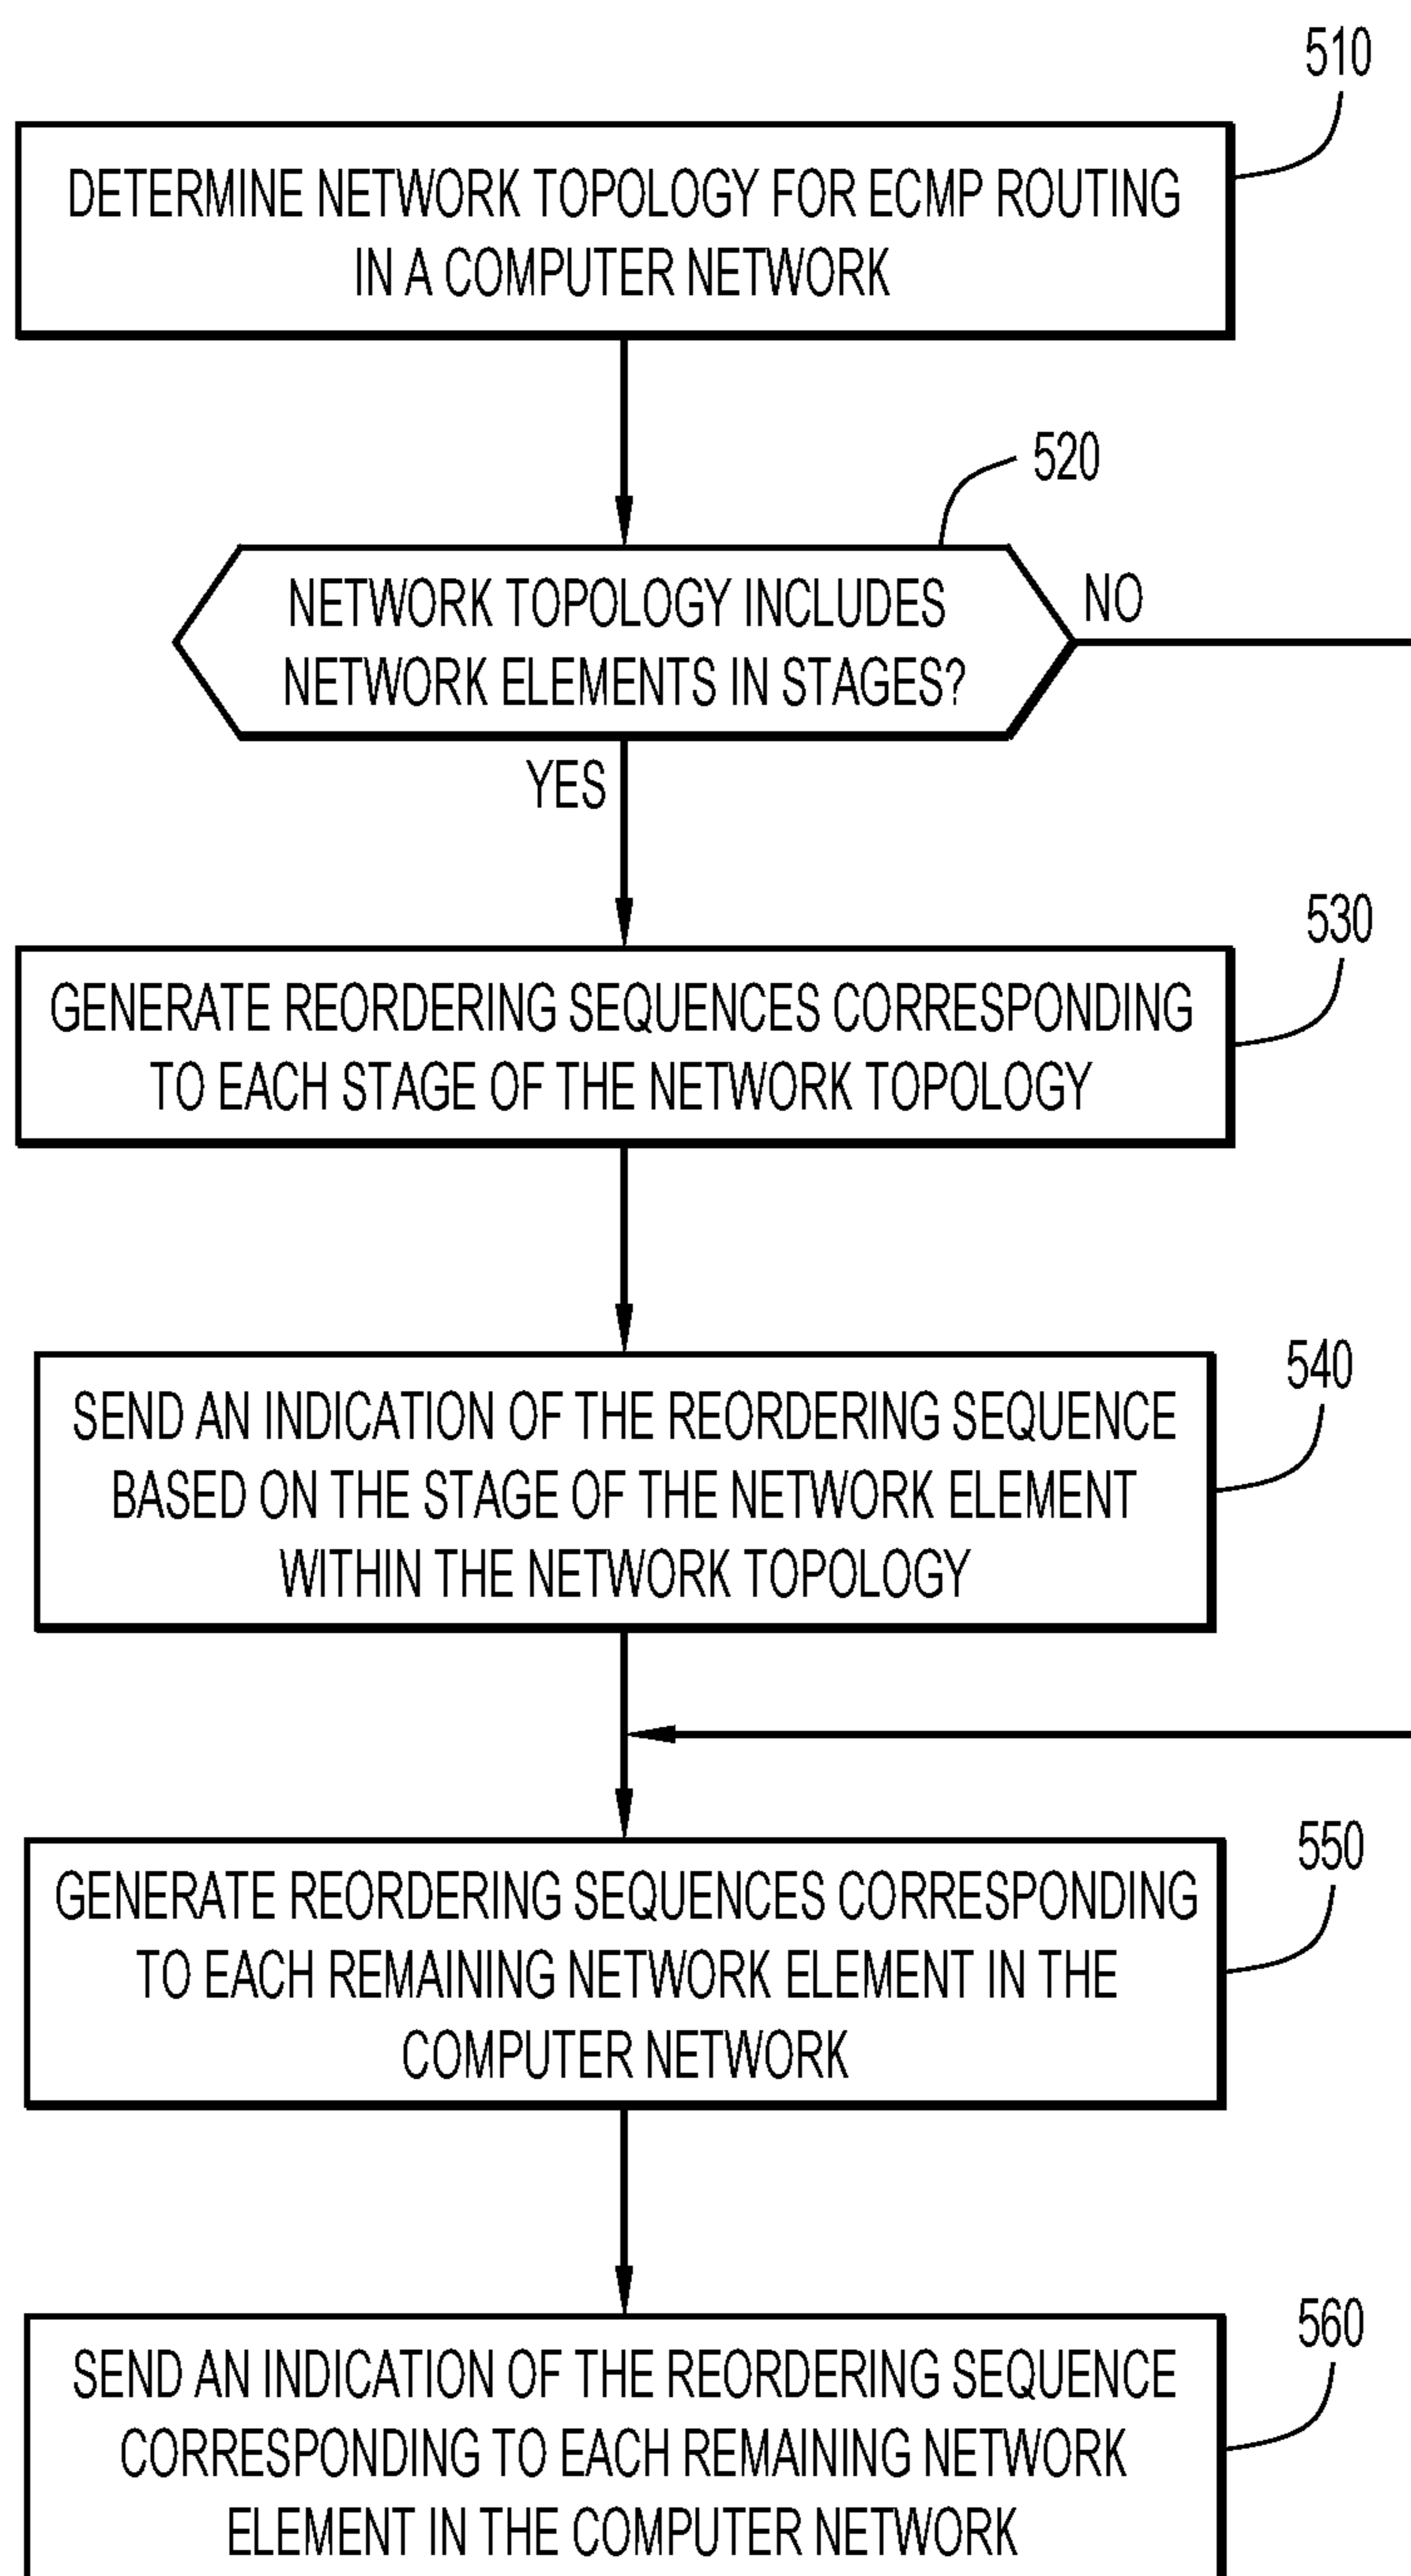 510
DETERMINE NETWORK TOPOLOGY FOR ECMP ROUTING
IN A COMPUTER NETWORK
520
NETWORK TOPOLOGY INCLUDES
NETWORK ELEMENTS IN STAGES?
NO
YES
530
GENERATE REORDERING SEQUENCES CORRESPONDING
TO EACH STAGE OF THE NETWORK TOPOLOGY
540
SEND AN INDICATION OF THE REORDERING SEQUENCE
BASED ON THE STAGE OF THE NETWORK ELEMENT
WITHIN THE NETWORK TOPOLOGY
550
GENERATE REORDERING SEQUENCES CORRESPONDING
TO EACH REMAINING NETWORK ELEMENT IN THE
COMPUTER NETWORK
560
SEND AN INDICATION OF THE REORDERING SEQUENCE
CORRESPONDING TO EACH REMAINING NETWORK
ELEMENT IN THE COMPUTER NETWORK